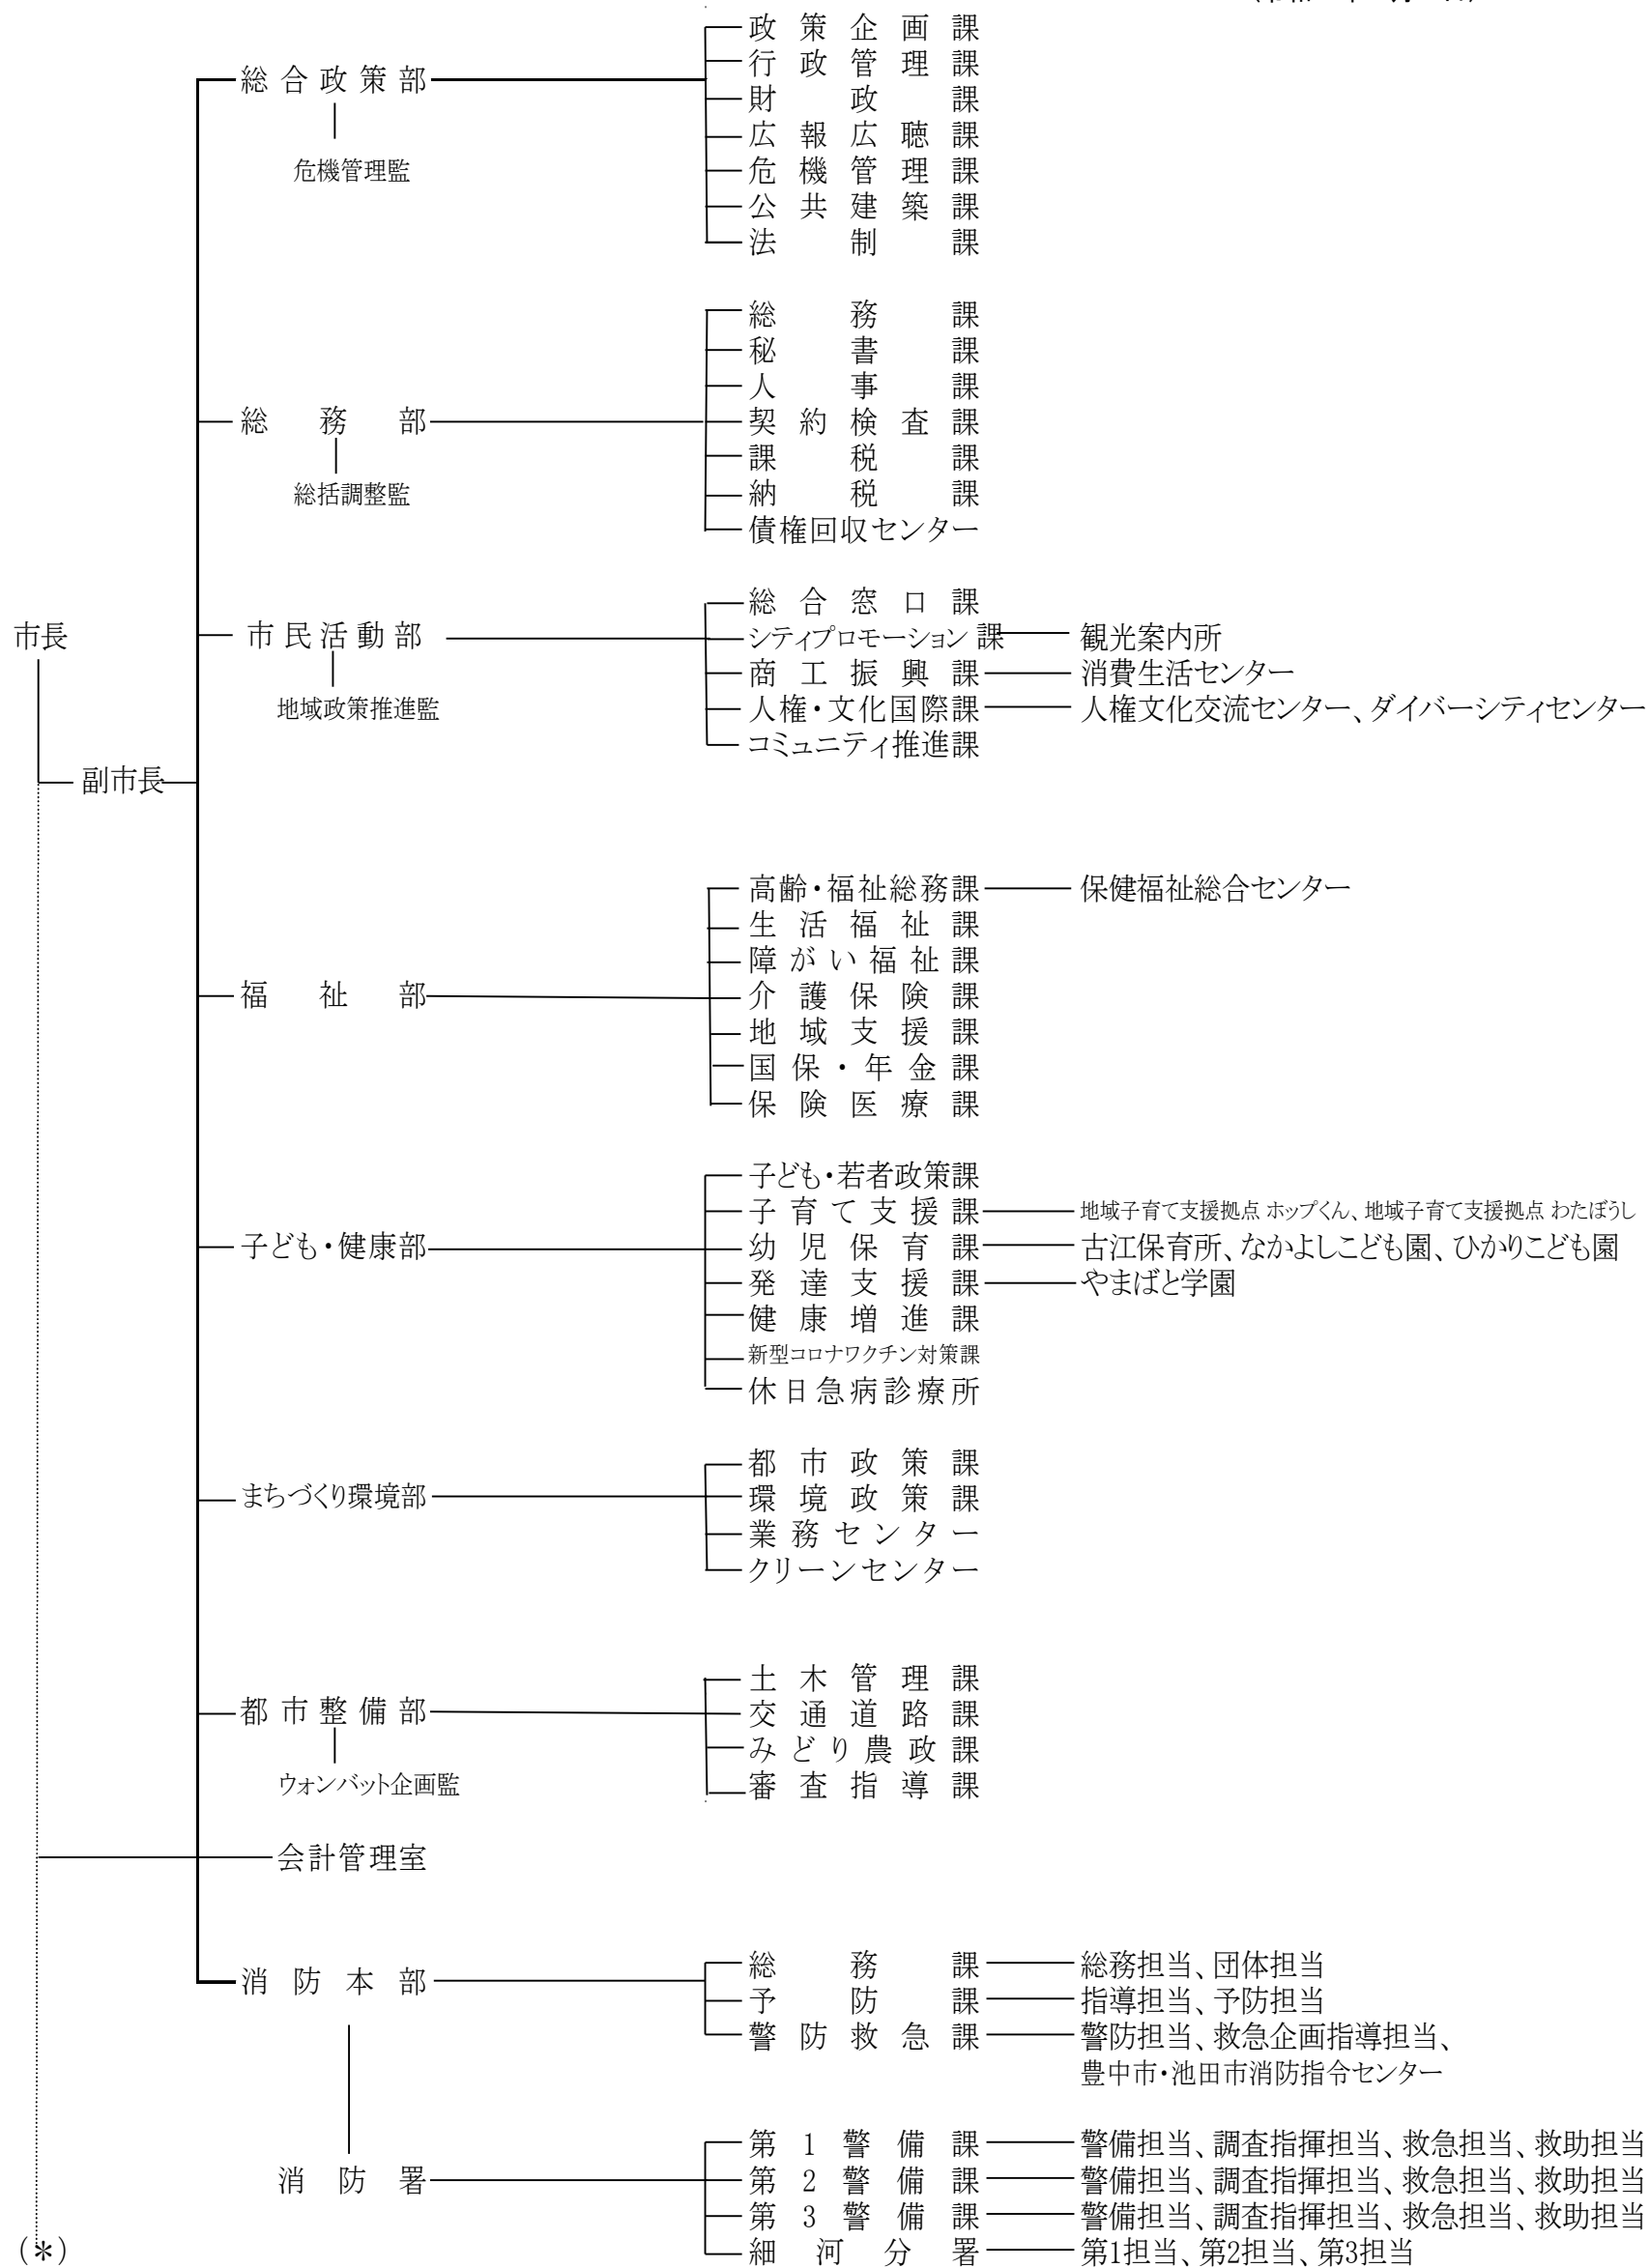 政策企画課
行政管理課
総合政策部
財政課
広報広聴課
危機管理監
危機管理課
公共建築課
法制課
総務課
秘書課
人事課
総務部
契約検査課
課税課
総括調整監
納税課
債権回収センター
総合窓口課
市長
市民活動部
シティプロモーション課 観光案内所
商工振興課 消費生活センター
地域政策推進監
人権・文化国際課 人権文化交流センター、ダイバーシティセンター
コミュニティ推進課
副市長
高齢・福祉総務課 保健福祉総合センター
生活福祉課
障がい福祉課
福祉部
介護保険課
地域支援課
国保・年金課
保険医療課
子ども・若者政策課
子育て支援課 地域子育て支援拠点 ホップくん、地域子育て支援拠点 わたぼうし
子ども・健康部
幼児保育課 古江保育所、なかよしこども園、ひかりこども園
発達支援課 やまばと学園
健康増進課
新型コロナワクチン対策課
休日急病診療所
都市政策課
まちづくり環境部
環境政策課
業務センター
クリーンセンター
土木管理課
都市整備部
交通道路課
みどり農政課
ウォンバット企画監
審査指導課
会計管理室
総務課 総務担当、団体担当
消防本部
予防課 指導担当、予防担当
警防救急課 警防担当、救急企画指導担当、
豊中市・池田市消防指令センター
第1警備課 警備担当、調査指揮担当、救急担当、救助担当
消防署
第2警備課 警備担当、調査指揮担当、救急担当、救助担当
第3警備課 警備担当、調査指揮担当、救急担当、救助担当
(＊)
細河分署 第1担当、第2担当、第3担当